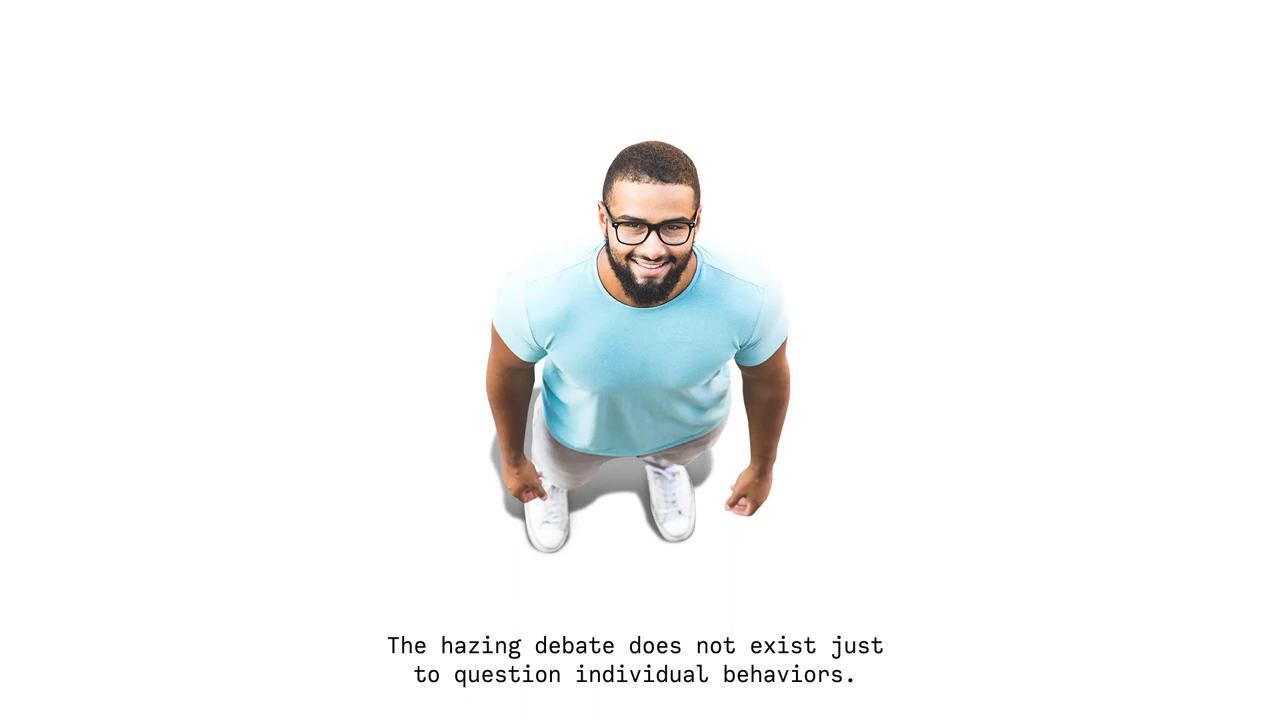 The hazing debate does not exist just
to question individual behaviors.